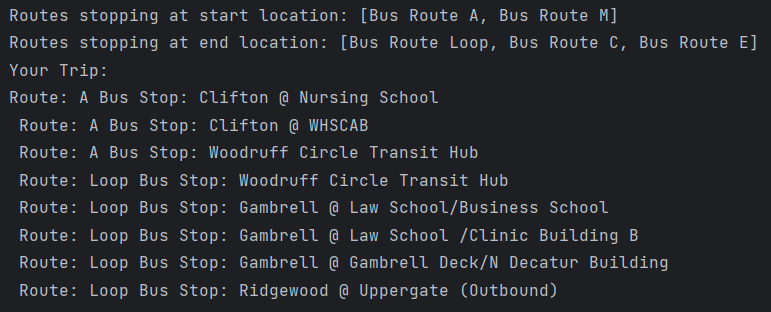 Routes stopping at start location: [Bus Route A, Bus Route M]
Routes stopping at end location: [Bus Route Loop, Bus Route C, Bus Route E]
Your Trip:
Route: A Bus Stop: Clifton @ Nursing School
 Route: A Bus Stop: Clifton @ WHSCAB
 Route: A Bus Stop: Woodruff Circle Transit Hub
 Route: Loop Bus Stop: Woodruff Circle Transit Hub
 Route: Loop Bus Stop: Gambrell @ Law School/Business School
 Route: Loop Bus Stop: Gambrell @ Law School /Clinic Building B
 Route: Loop Bus Stop: Gambrell @ Gambrell Deck/N Decatur Building
 Route: Loop Bus Stop: Ridgewood @ Uppergate (Outbound)